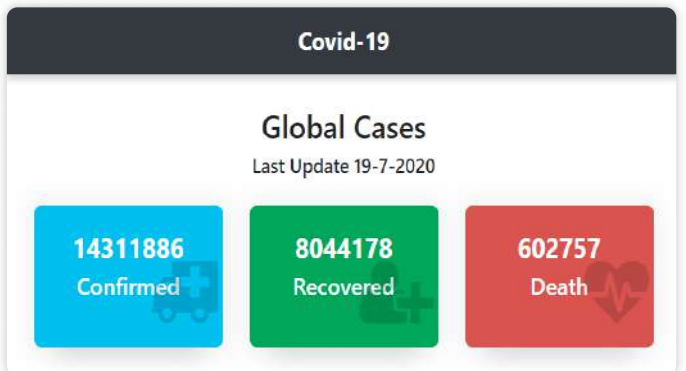 Covid-19
Global Cases
Last Update 19-7-2020
14311886
Confirmed
8044178
Recovered
602757
Death